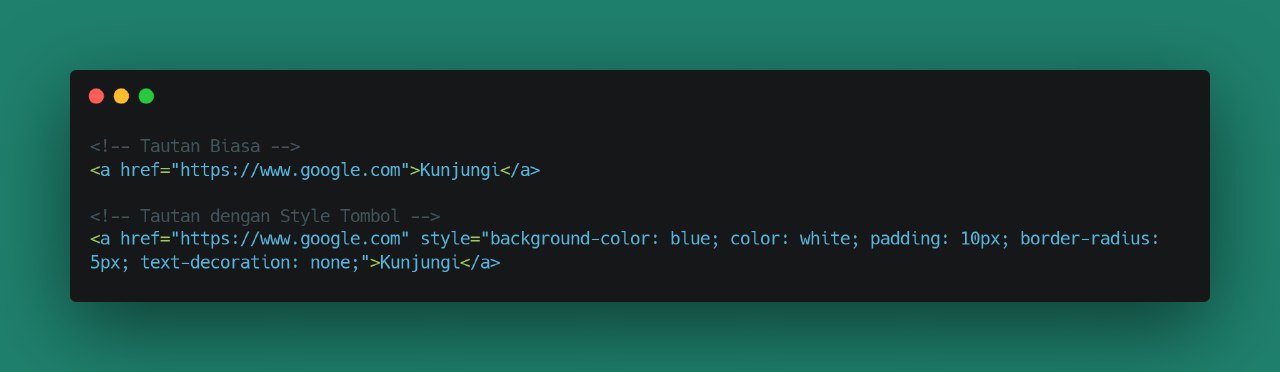 <!-- Tautan Biasa -->
<a href="https://www.google.com">Kunjungi</a>
<!-- Tautan dengan Style Tombol -->
<a href="https://www.google.com" style="background-color: blue; color: white; padding: 10px; border-radius:
5px; text-decoration: none;">Kunjungi</a>